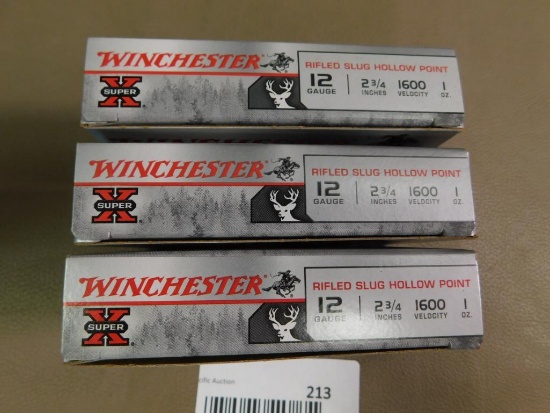 WINCHESTER
SUPER X
RIFLED SLUG HOLLOW POINT
12 2 3/4 1600 1
GAUGE INCHES VELOCITY OZ.
WINCHESTER
SUPER X
RIFLED SLUG HOLLOW POINT
12 2 3/4 1600 1
GAUGE INCHES VELOCITY OZ.
WINCHESTER
SUPER X
RIFLED SLUG HOLLOW POINT
12 2 3/4 1600 1
GAUGE INCHES VELOCITY OZ.
cific Auction
213